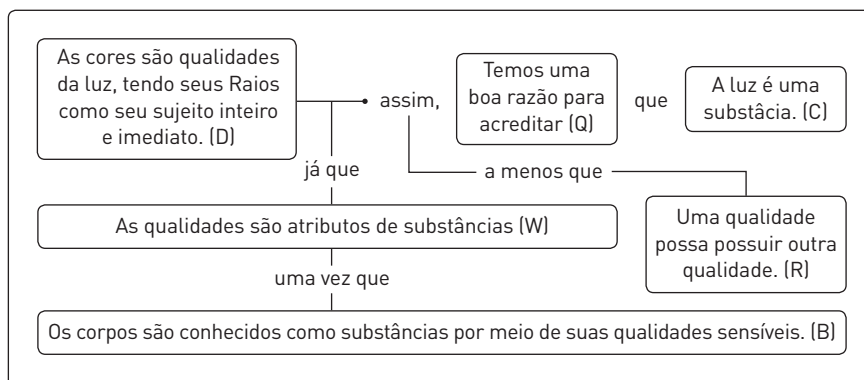 As cores são qualidades
da luz, tendo seus Raios
como seu sujeito inteiro
e imediato. (D)
assim,
Temos uma
boa razão para
acreditar (Q)
que
A luz é uma
substâcia. (C)
já que
a menos que
As qualidades são atributos de substâncias (W)
Uma qualidade
possa possuir outra
qualidade. (R)
uma vez que
Os corpos são conhecidos como substâncias por meio de suas qualidades sensíveis. (B)